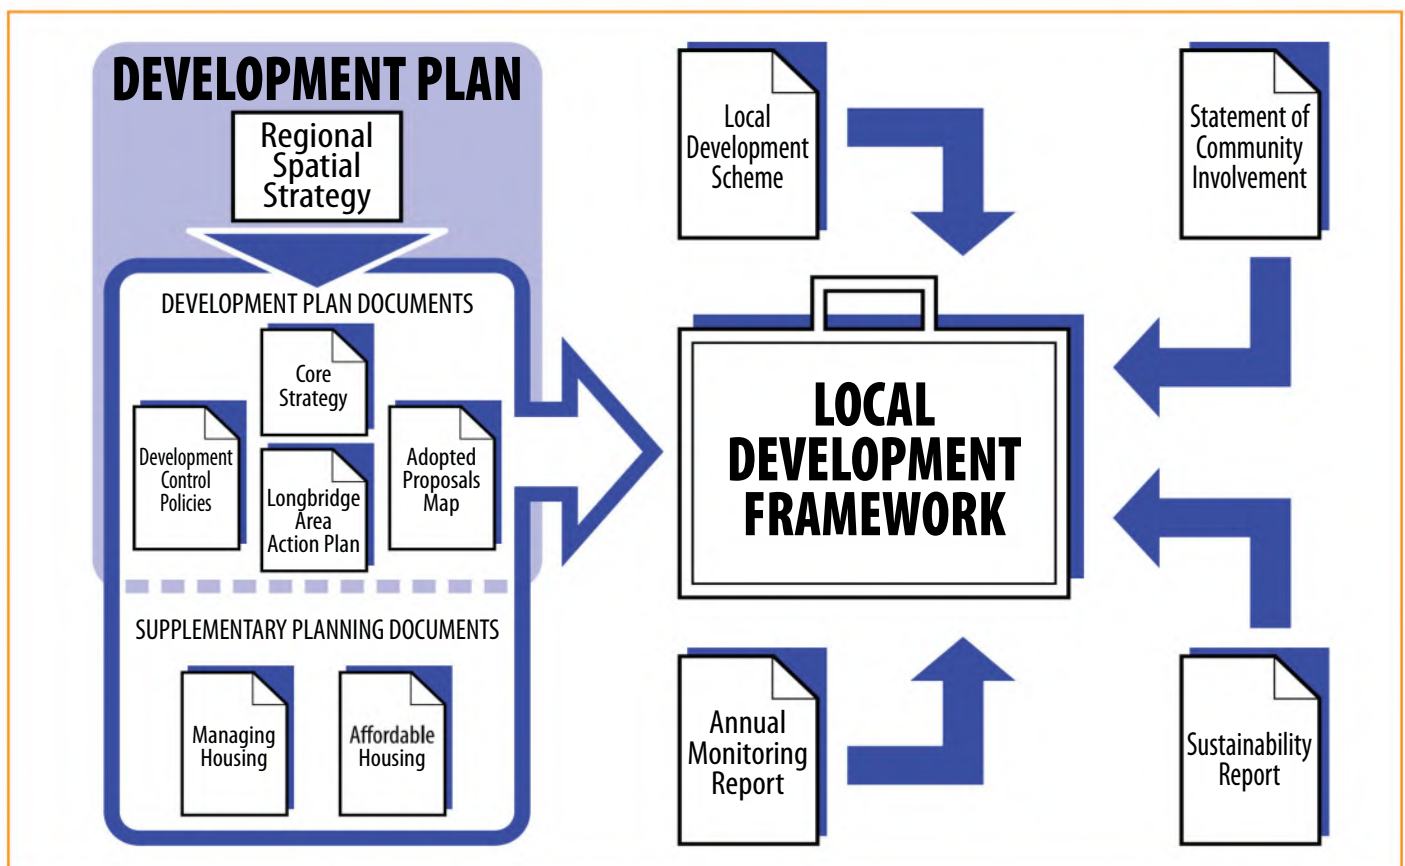 DEVELOPMENT PLAN
Regional
Spatial
Strategy
DEVELOPMENT PLAN DOCUMENTS
Core
Strategy
Development
Control
Policies
Longbridge
Area
Action Plan
Adopted
Proposals
Map
SUPPLEMENTARY PLANNING DOCUMENTS
Managing
Housing
Affordable
Housing
Local
Development
Scheme
Statement of
Community
Involvement
LOCAL
DEVELOPMENT
FRAMEWORK
Annual
Monitoring
Report
Sustainability
Report